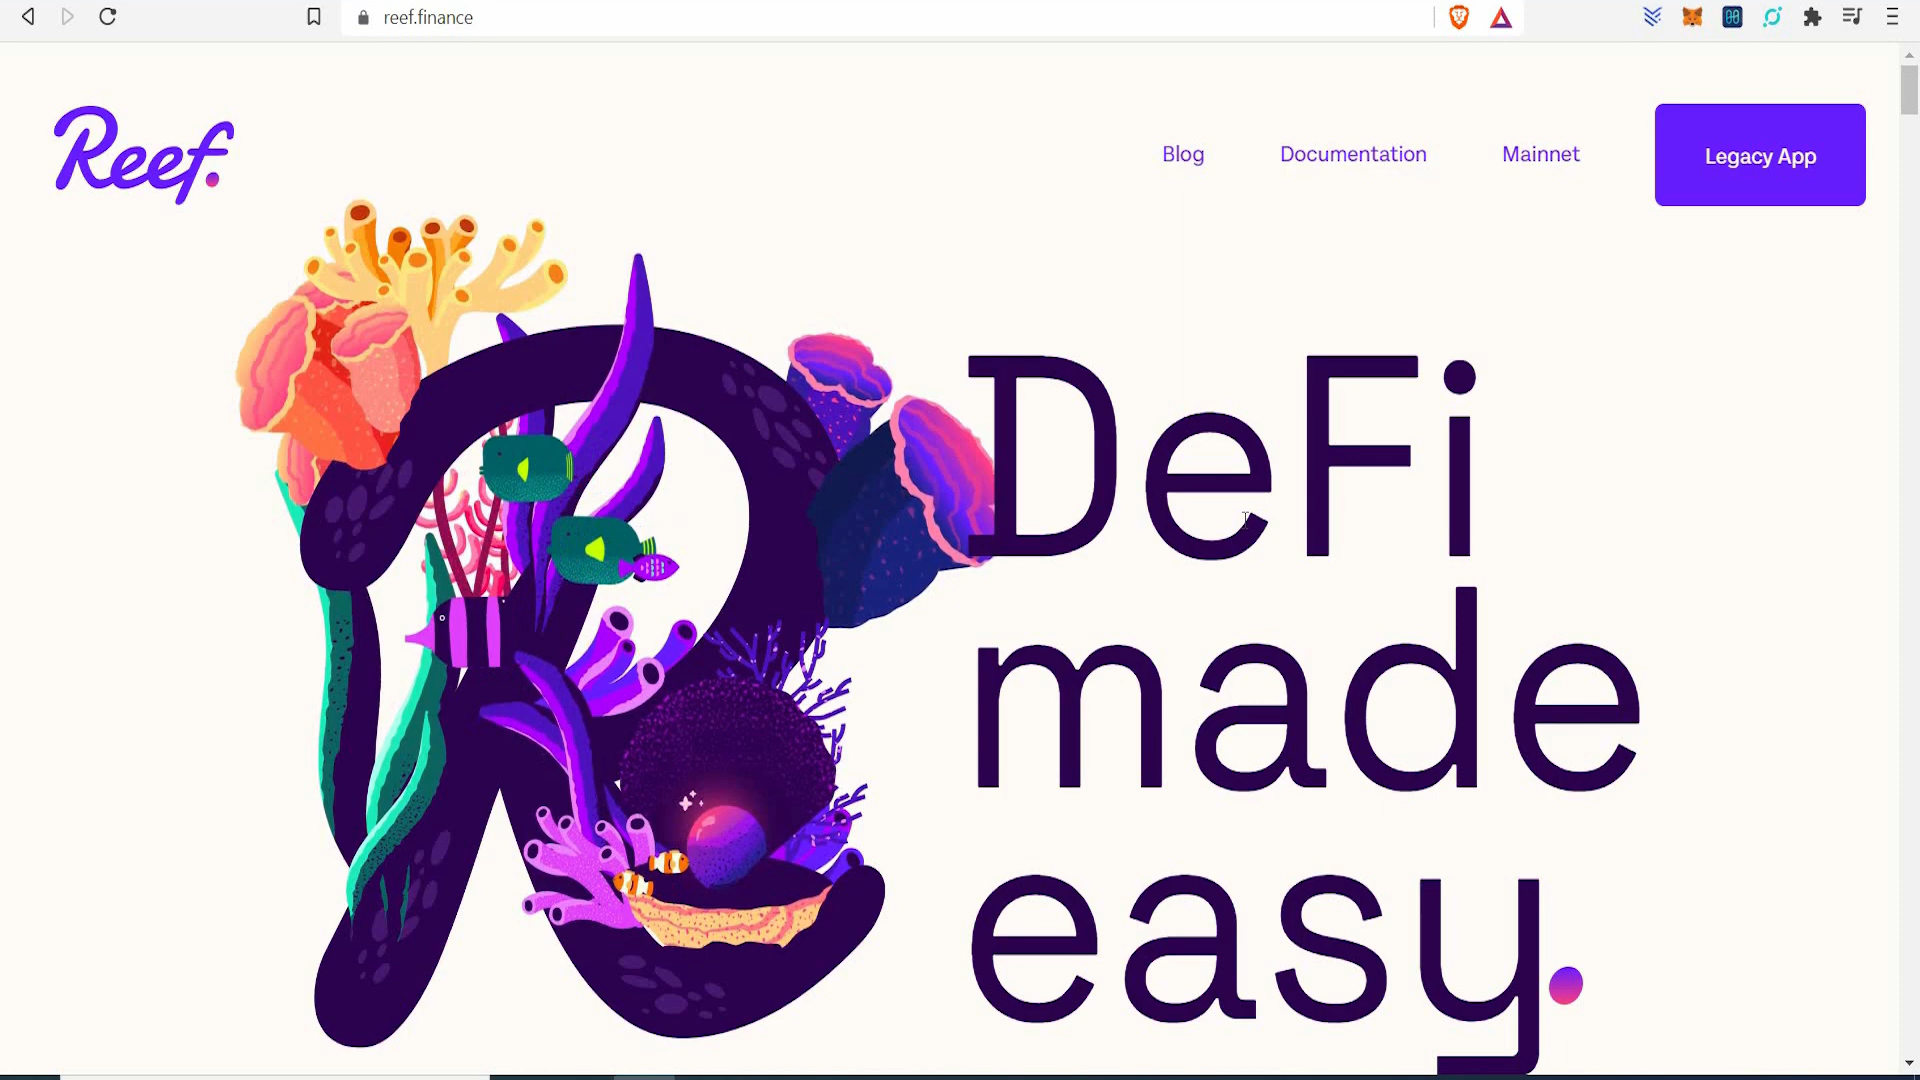 reef.finance
Reef.
Blog
Documentation
Mainnet
Legacy App
DeFi
made
easy.